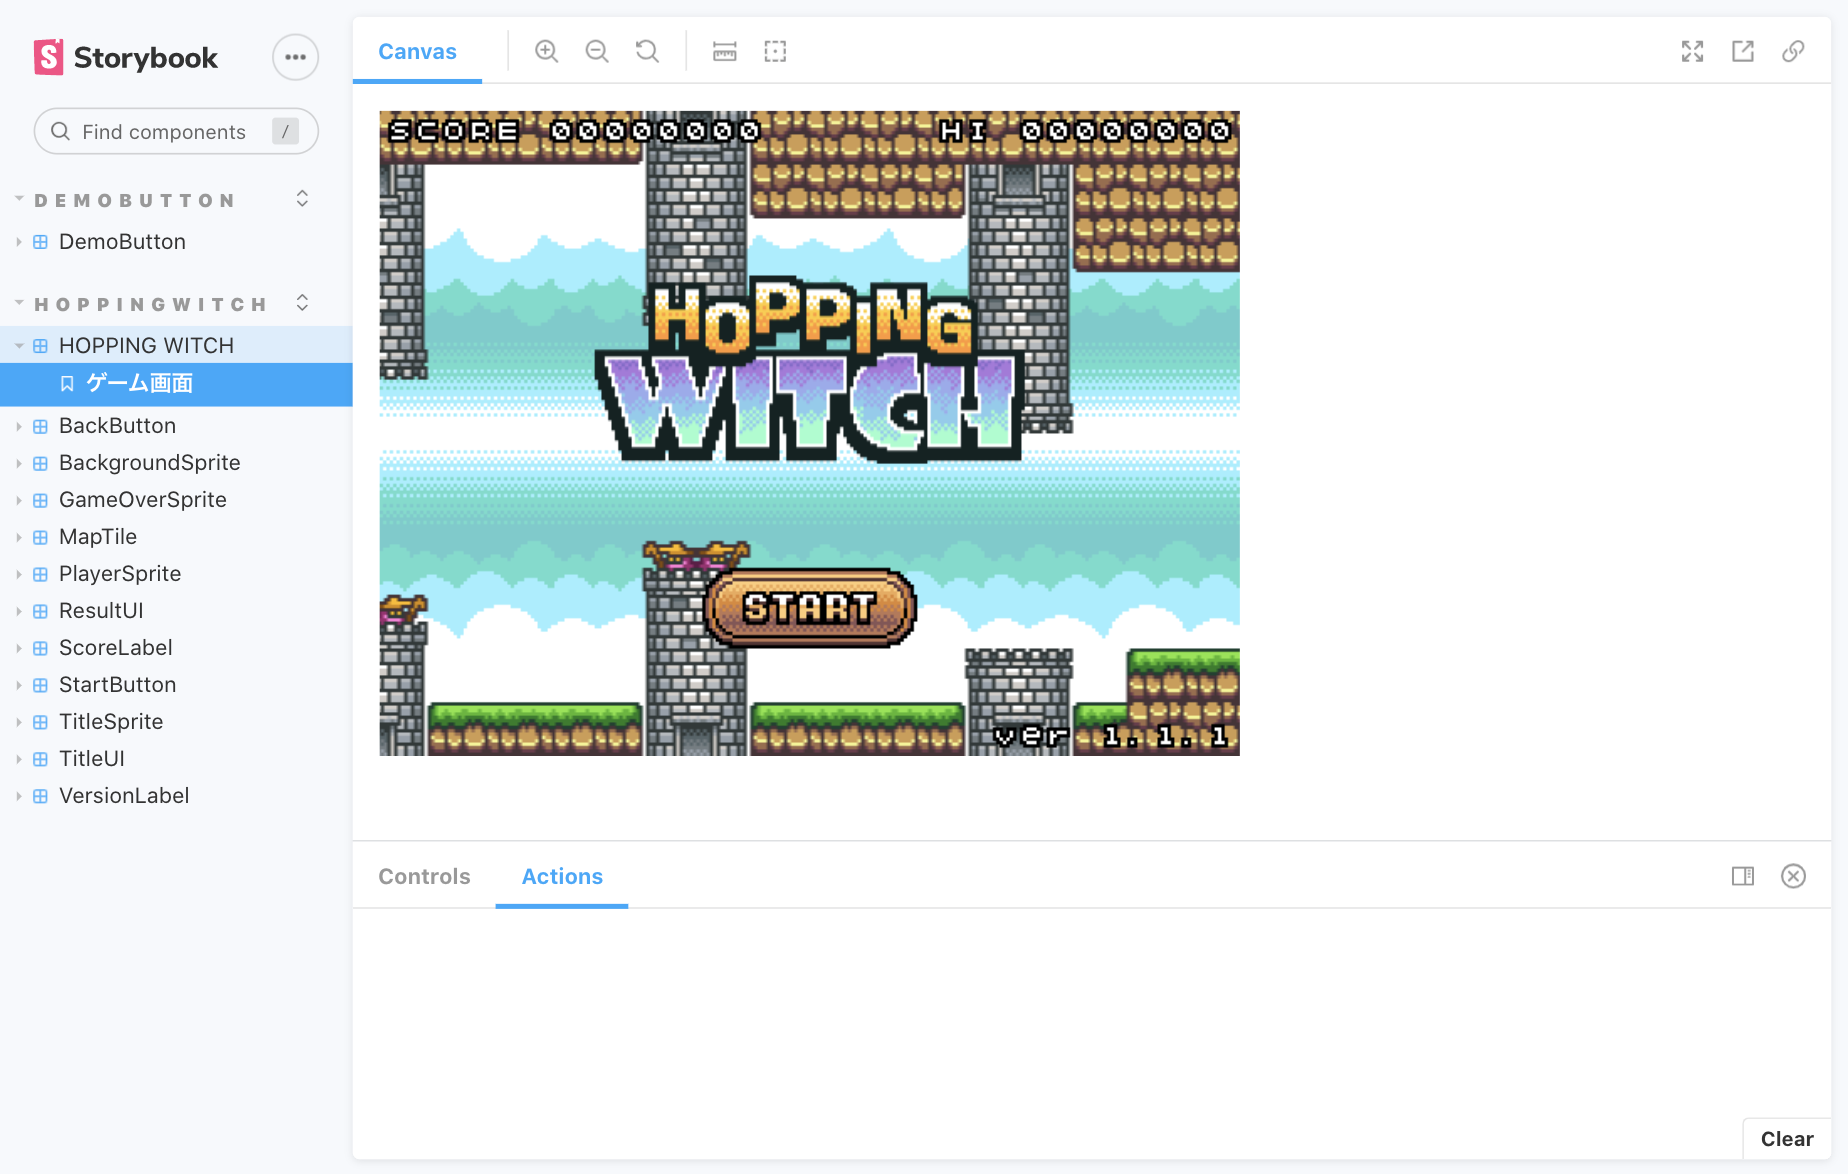 Storybook
Find components
/
DEMOBUTTON
DemoButton
HOPPINGWITCH
HOPPING WITCH
ゲーム画面
BackButton
BackgroundSprite
GameOverSprite
MapTile
PlayerSprite
ResultUI
ScoreLabel
StartButton
TitleSprite
TitleUI
VersionLabel
Canvas
SCORE 00000000
HI 00000000
HOPPING
WITCH
START
ver 1.1.1
Controls
Actions
Clear